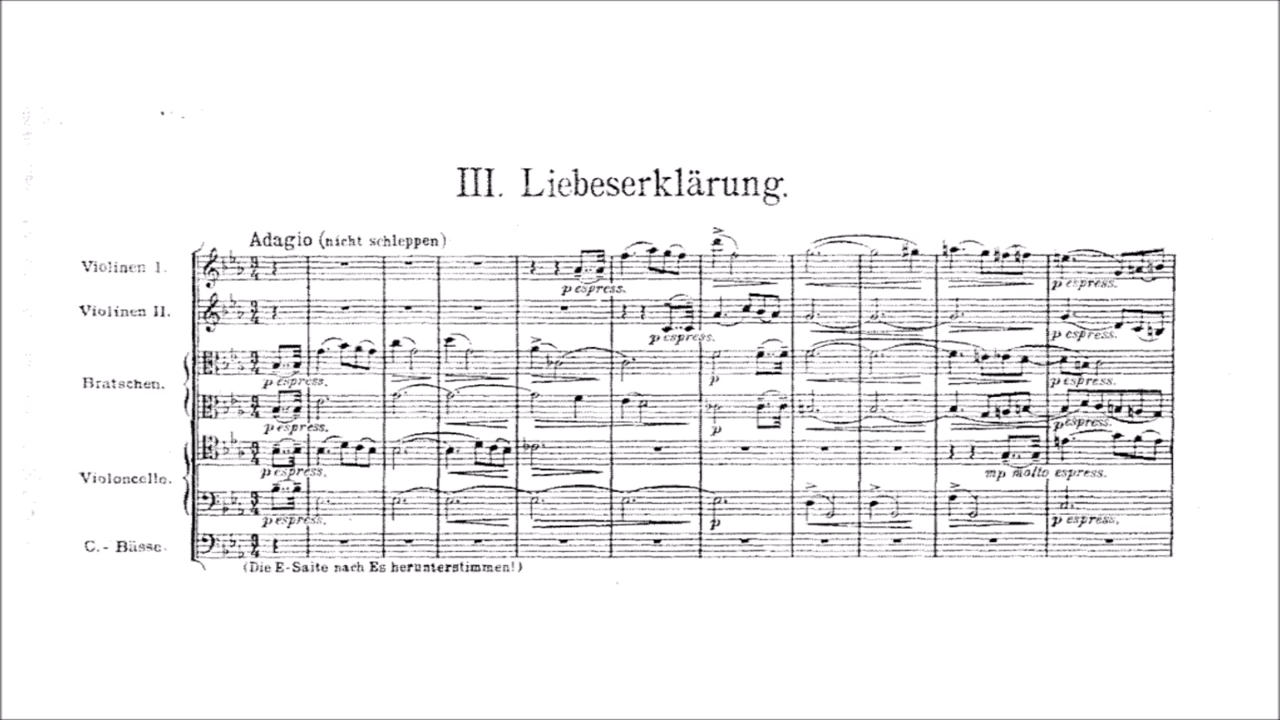 III. Liebeserklärung.
Adagio (nicht schleppen)
Violinen I.
p espress.
p espress.
Violinen II.
p espress.
p espress.
Bratschen.
p espress.
p
p espress.
p espress.
p
p espress.
Violoncelle.
p espress.
mp molto espress.
p espress.
p
p espress.
C.-Bässe.
(Die E-Saite nach Es herunterstimmen!)